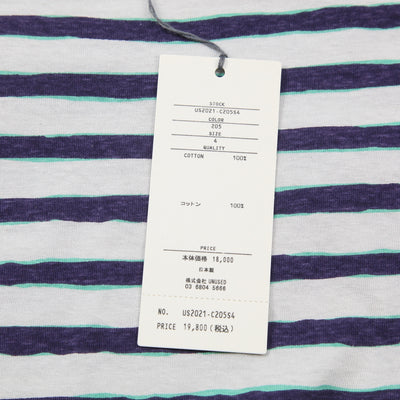 STOCK
US2021-C205S4
COLOR
205
SIZE
4
QUALITY
COTTON 100%
コットン 100%
PRICE
本体価格 18,000
日本製
株式会社 UNUSED
03 6804 5666
NO. US2021-C205S4
PRICE 19,800(税込)